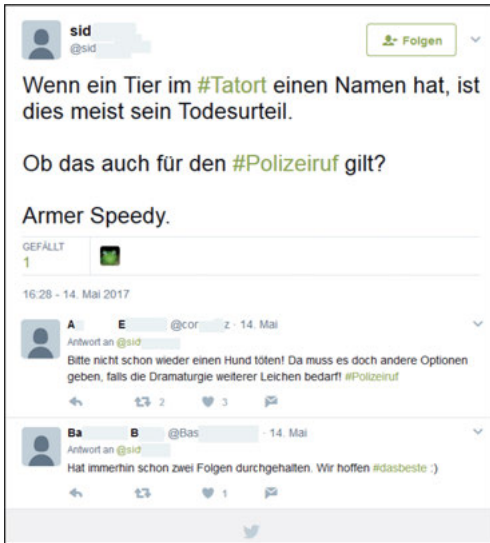 sid
@sid
Folgen
Wenn ein Tier im #Tatort einen Namen hat, ist
dies meist sein Todesurteil.
Ob das auch für den #Polizeiruf gilt?
Armer Speedy.
GEFÄLLT
1
16:28 - 14. Mai 2017
A E @cor z · 14. Mai
Antwort an @sid
Bitte nicht schon wieder einen Hund töten! Da muss es doch andere Optionen
geben, falls die Dramaturgie weiterer Leichen bedarf! #Polizeiruf
2 3
Ba B @Bas · 14. Mai
Antwort an @sid
Hat immerhin schon zwei Folgen durchgehalten. Wir hoffen #dasbeste :)
1